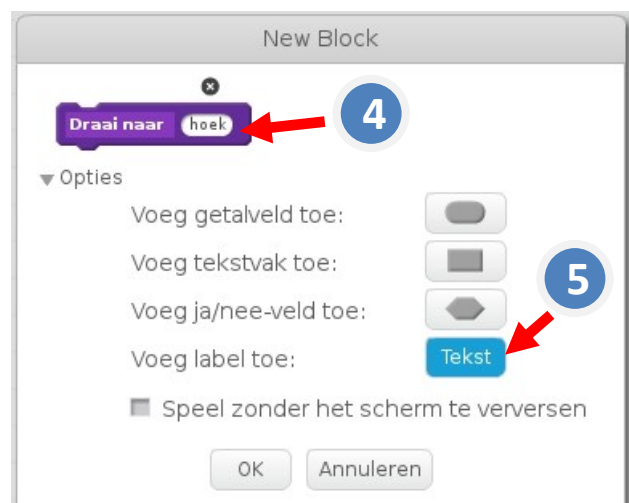 New Block
Draai naar hoek
4
Opties
Voeg getalveld toe:
Voeg tekstvak toe:
5
Voeg ja/nee-veld toe:
Voeg label toe: Tekst
Speel zonder het scherm te verversen
OK Annuleren